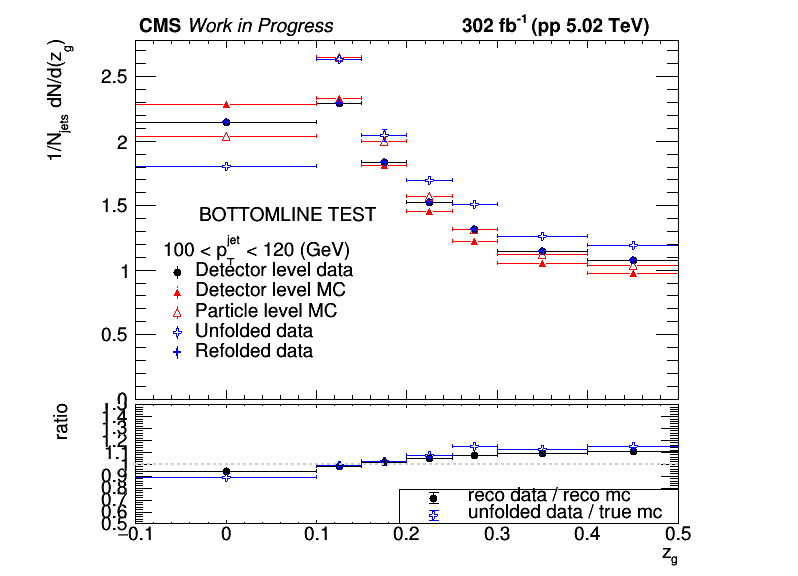 CMS Work in Progress 302 fb-1 (pp 5.02 TeV)
1/Njets dN/d(zg)
2.5
2
1.5
1
0.5
0
BOTTOMLINE TEST
100 < pTjet < 120 (GeV)
Detector level data
Detector level MC
Particle level MC
Unfolded data
Refolded data
ratio
1.5
1.4
1.3
1.2
1.1
1
0.9
0.8
0.7
0.6
0.5
reco data / reco mc
unfolded data / true mc
−0.1 0 0.1 0.2 0.3 0.4 0.5
zg